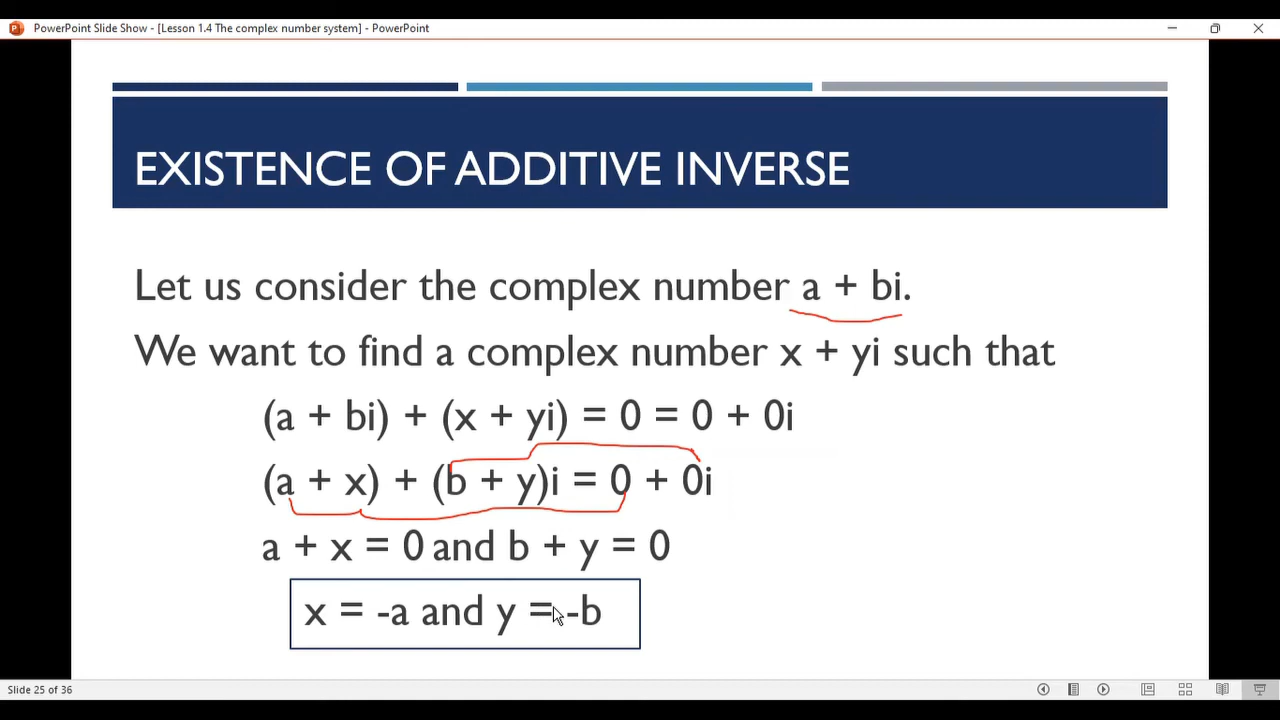 PowerPoint Slide Show - [Lesson 1.4 The complex number system] - PowerPoint
EXISTENCE OF ADDITIVE INVERSE
Let us consider the complex number a + bi.
We want to find a complex number x + yi such that
(a + bi) + (x + yi) = 0 = 0 + 0i
(a + x) + (b + y)i = 0 + 0i
a + x = 0 and b + y = 0
x = -a and y = -b
Slide 25 of 36